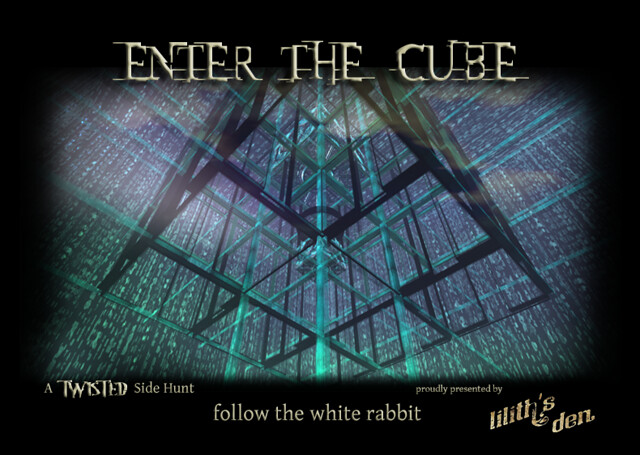 ENTER THE CUBE
A TWISTED Side Hunt
proudly presented by
follow the white rabbit
lilith's den.